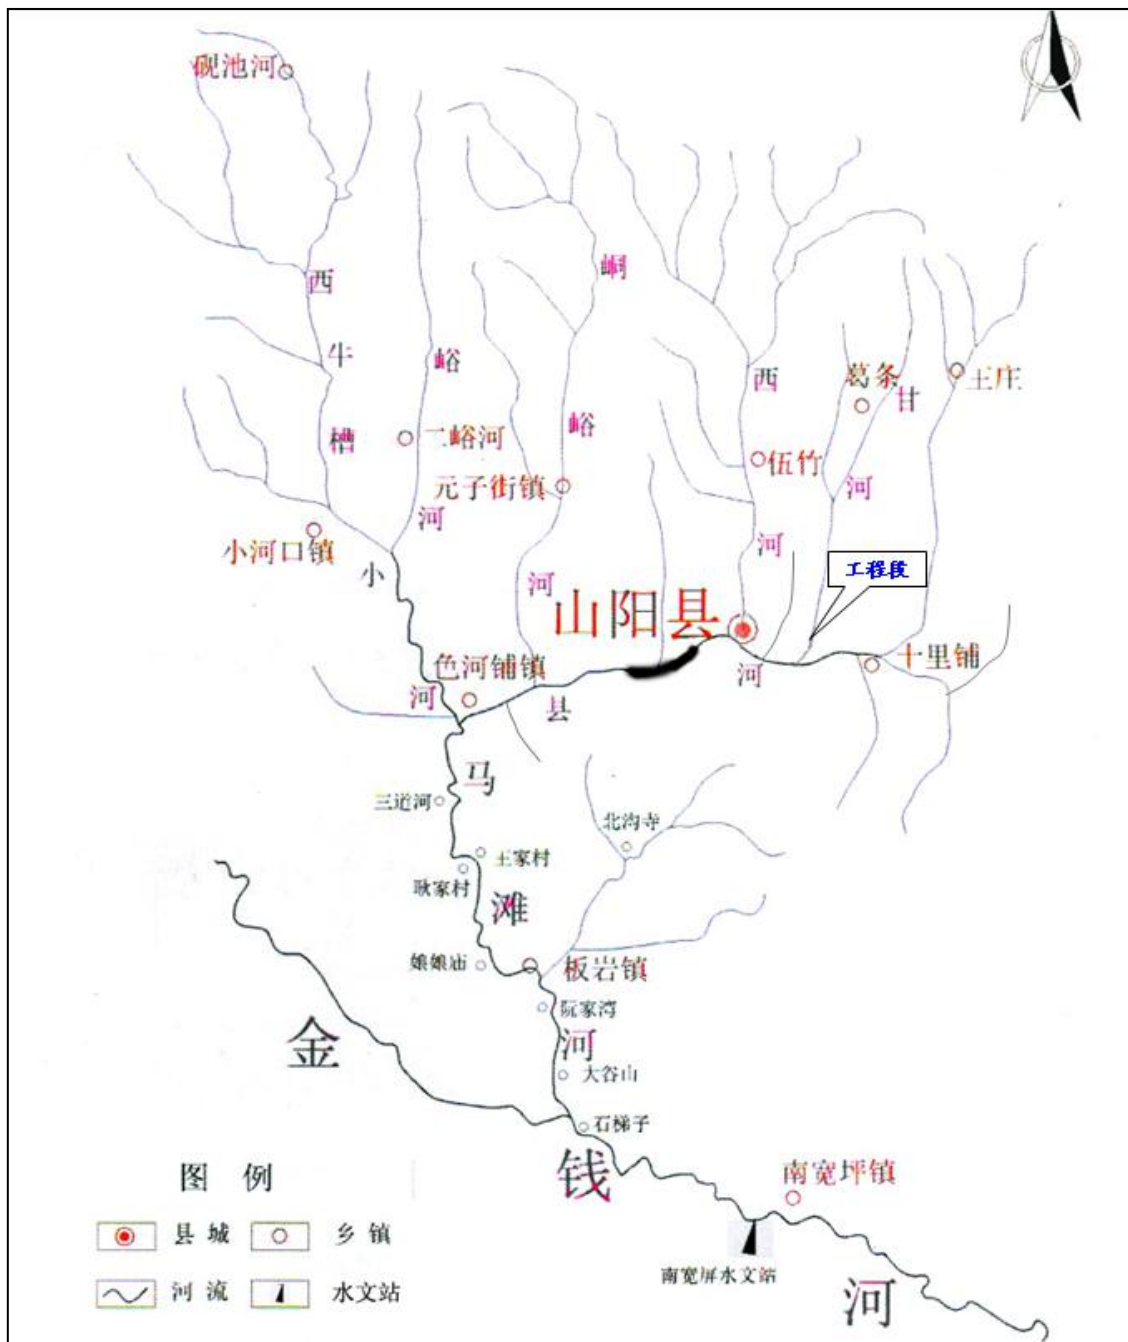 砚池河
西
牛
槽
河
峪
河
二峪河
峒
峪
河
元子街镇
西
河
伍竹
葛条
甘
河
王庄
小河口镇
小
河
工程段
山阳县
色河铺镇
县
河
十里铺
马
滩
河
三道河
王家村
耿家村
北沟寺
娘娘庙
板岩镇
阮家湾
大谷山
石梯子
金
钱
河
南宽坪镇
南宽屏水文站
图 例
县 城
乡 镇
河 流
水文站